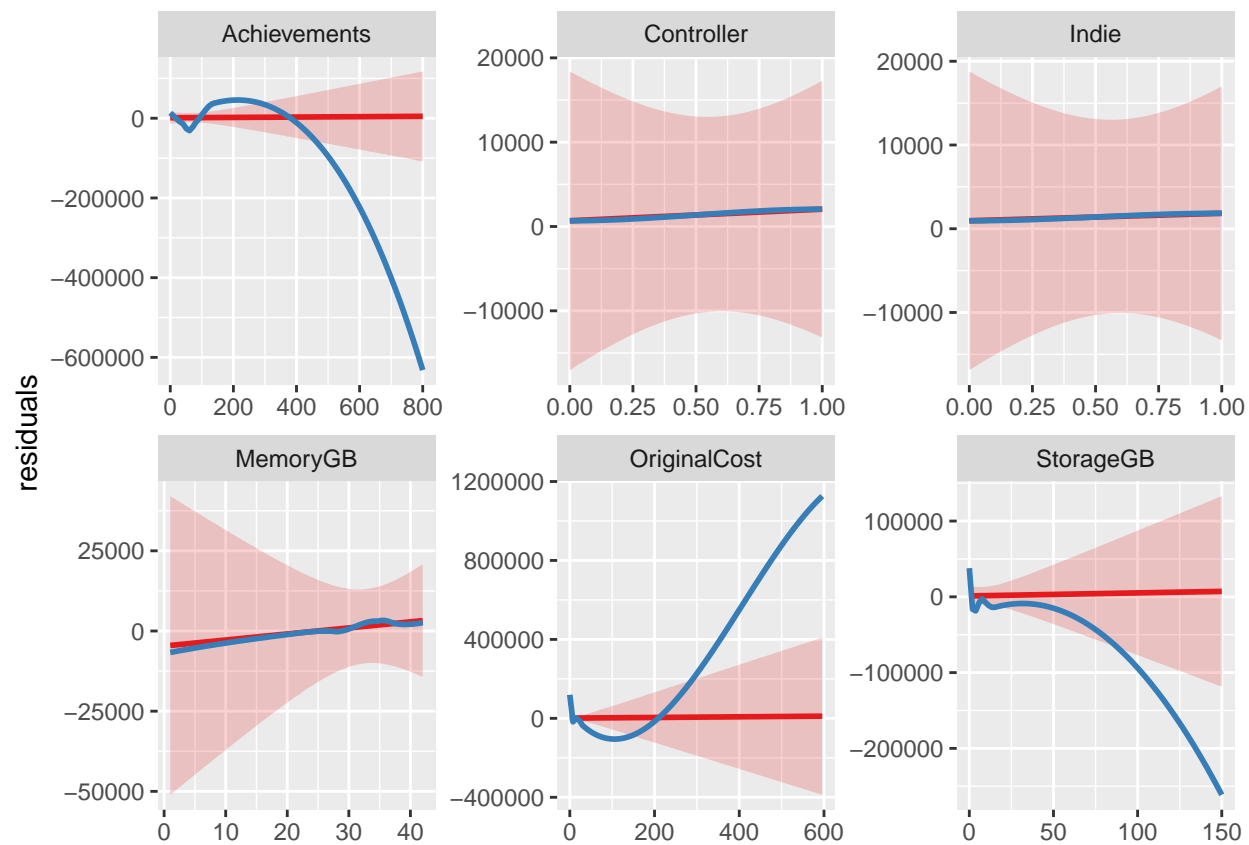 residuals
Achievements
0
−200000
−400000
−600000
0 200 400 600 800
Controller
20000
10000
0
−10000
0.00 0.25 0.50 0.75 1.00
Indie
20000
10000
0
−10000
0.00 0.25 0.50 0.75 1.00
MemoryGB
25000
0
−25000
−50000
0 10 20 30 40
OriginalCost
1200000
800000
400000
0
−400000
0 200 400 600
StorageGB
100000
0
−100000
−200000
0 50 100 150